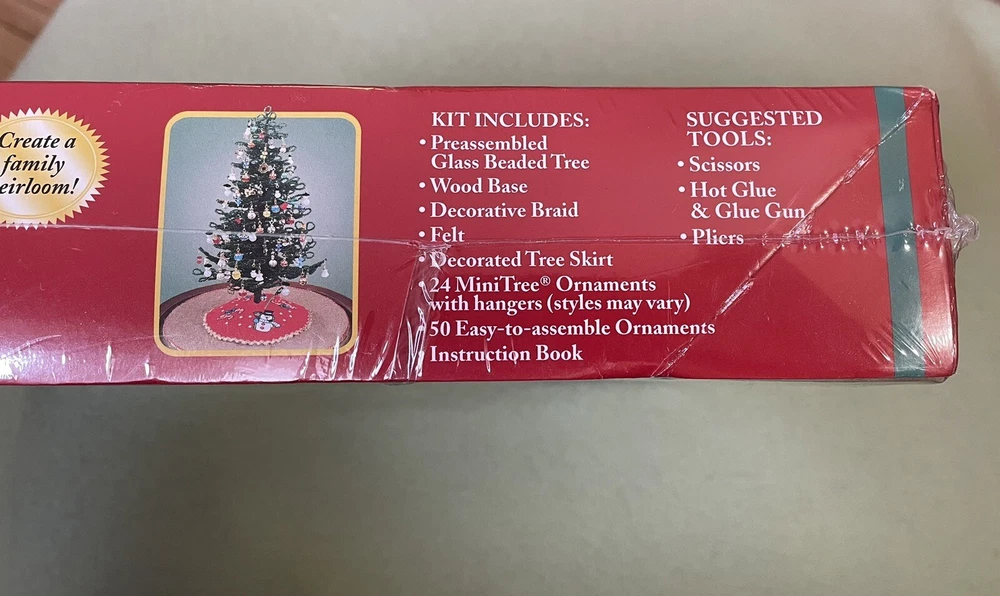 Create a
family
eirloom!
KIT INCLUDES:
• Preassembled
Glass Beaded Tree
• Wood Base
• Decorative Braid
• Felt
• Decorated Tree Skirt
• 24 MiniTree® Ornaments
with hangers (styles may vary)
• 50 Easy-to-assemble Ornaments
• Instruction Book
SUGGESTED
TOOLS:
• Scissors
• Hot Glue
& Glue Gun
• Pliers